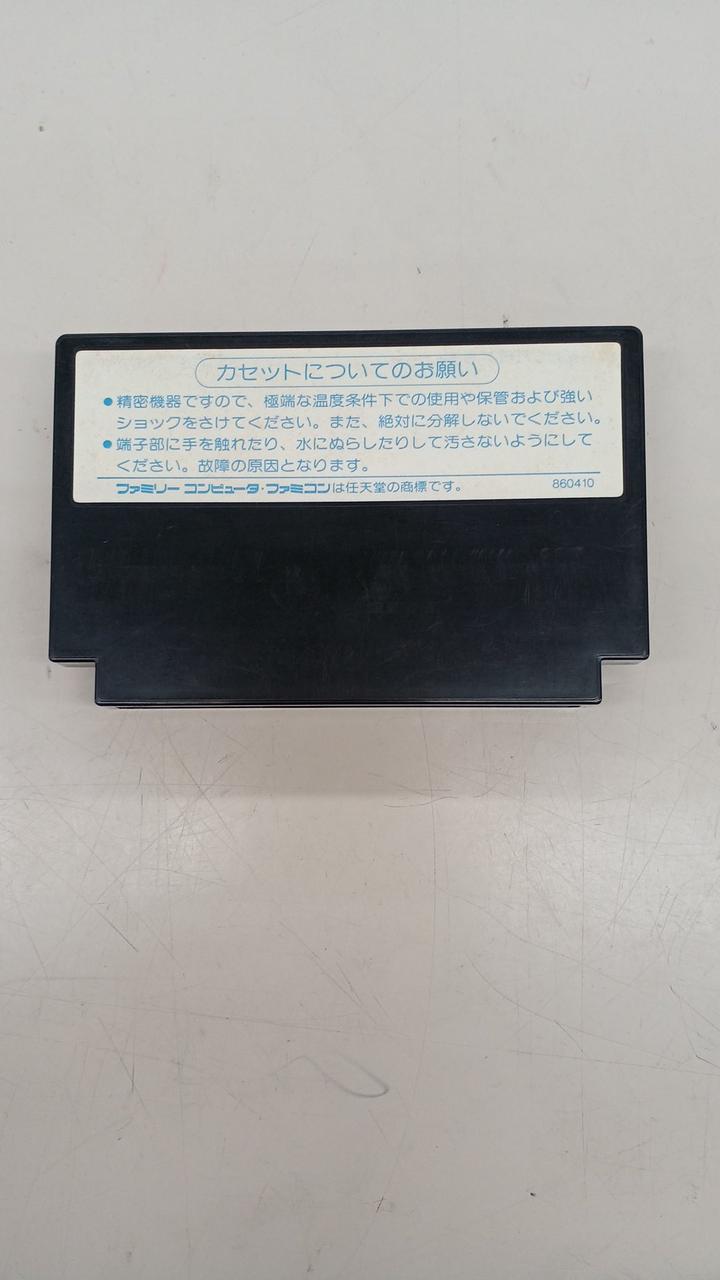 カセットについてのお願い
●精密機器ですので、極端な温度条件下での使用や保管および強い
ショックをさけてください。また、絶対に分解しないでください。
●端子部に手を触れたり、水にぬらしたりして汚さないようにして
ください。故障の原因となります。
ファミリーコンピュータ・ファミコンは任天堂の商標です。 860410